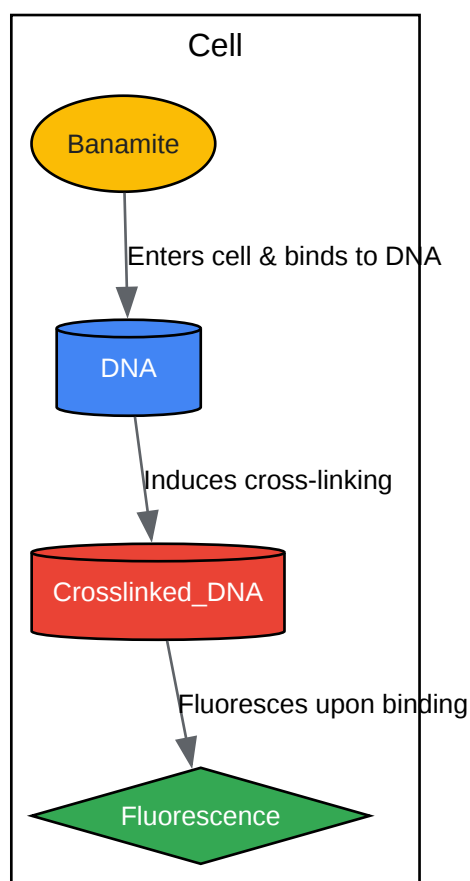 Cell
Banamite
Enters cell & binds to DNA
DNA
Induces cross-linking
Crosslinked_DNA
Fluoresces upon binding
Fluorescence